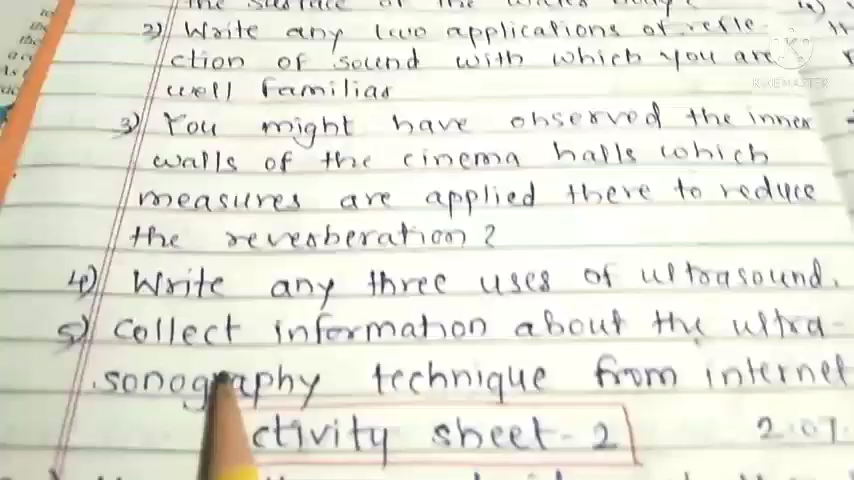 2) Write any two applications of refle-
ction of sound with which you are
well familiar
3) You might have observed the inner
walls of the cinema halls which
measures are applied there to reduce
the reverberation?
4) Write any three uses of ultrasound.
5) Collect information about the ultra-
sonography technique from internet
ctivity sheet - 2
2.07.
KINEMASTER